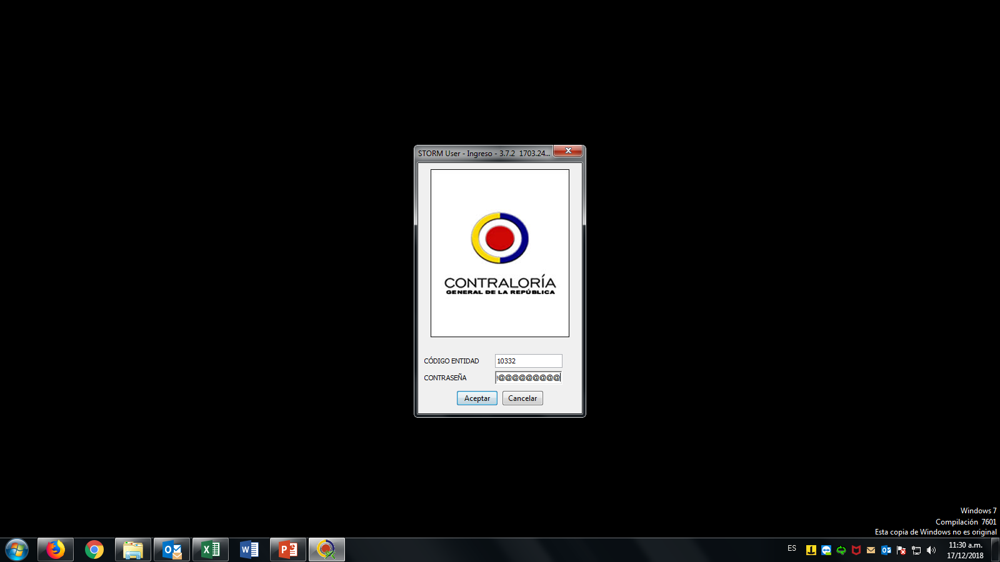 STORM User - Ingreso - 3.7.2 1703.24...
CONTRALORÍA
GENERAL DE LA REPÚBLICA
CÓDIGO ENTIDAD 10332
CONTRASEÑA @@@@@@@@@
Aceptar Cancelar
Windows 7
Compilación 7601
Esta copia de Windows no es original
ES
11:30 a.m.
17/12/2018